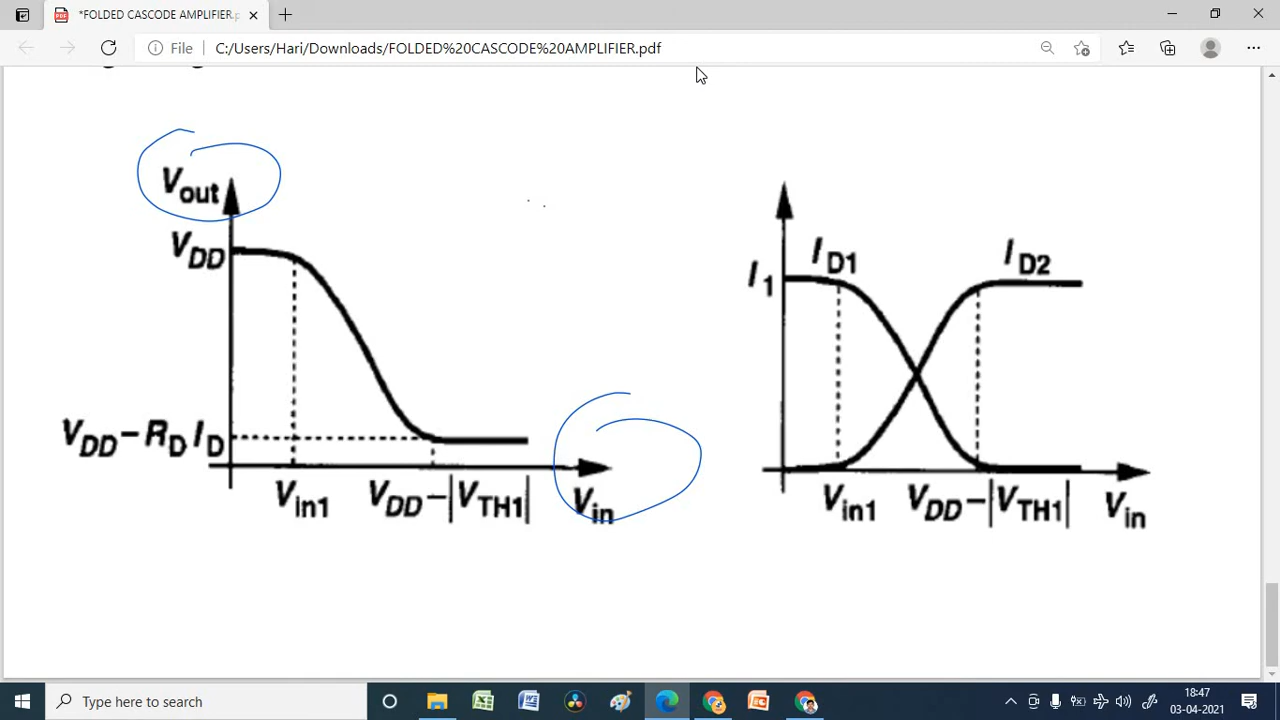 *FOLDED CASCODE AMPLIFIER.p
File C:/Users/Hari/Downloads/FOLDED%20CASCODE%20AMPLIFIER.pdf
Vout
VDD
VDD−RD ID
Vin1 VDD−|VTH1| Vin
I1 ID1 ID2
Vin1 VDD−|VTH1| Vin
Type here to search
18:47
03-04-2021